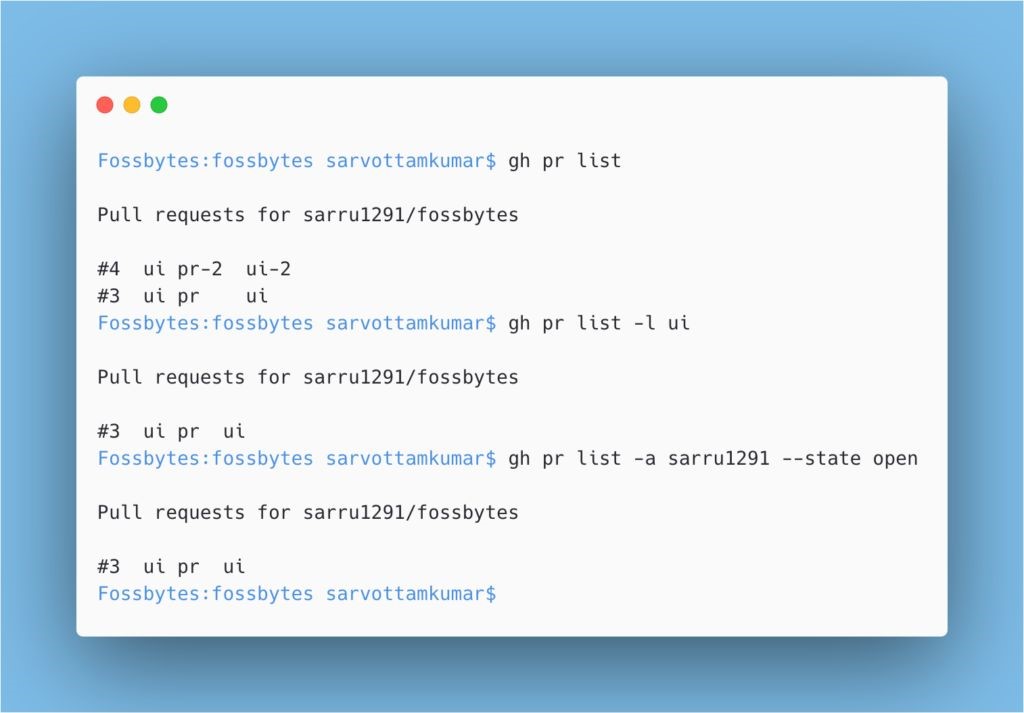 Fossbytes:fossbytes sarvottamkumar$ gh pr list
Pull requests for sarru1291/fossbytes
#4  ui pr-2  ui-2
#3  ui pr    ui
Fossbytes:fossbytes sarvottamkumar$ gh pr list -l ui
Pull requests for sarru1291/fossbytes
#3  ui pr  ui
Fossbytes:fossbytes sarvottamkumar$ gh pr list -a sarru1291 --state open
Pull requests for sarru1291/fossbytes
#3  ui pr  ui
Fossbytes:fossbytes sarvottamkumar$